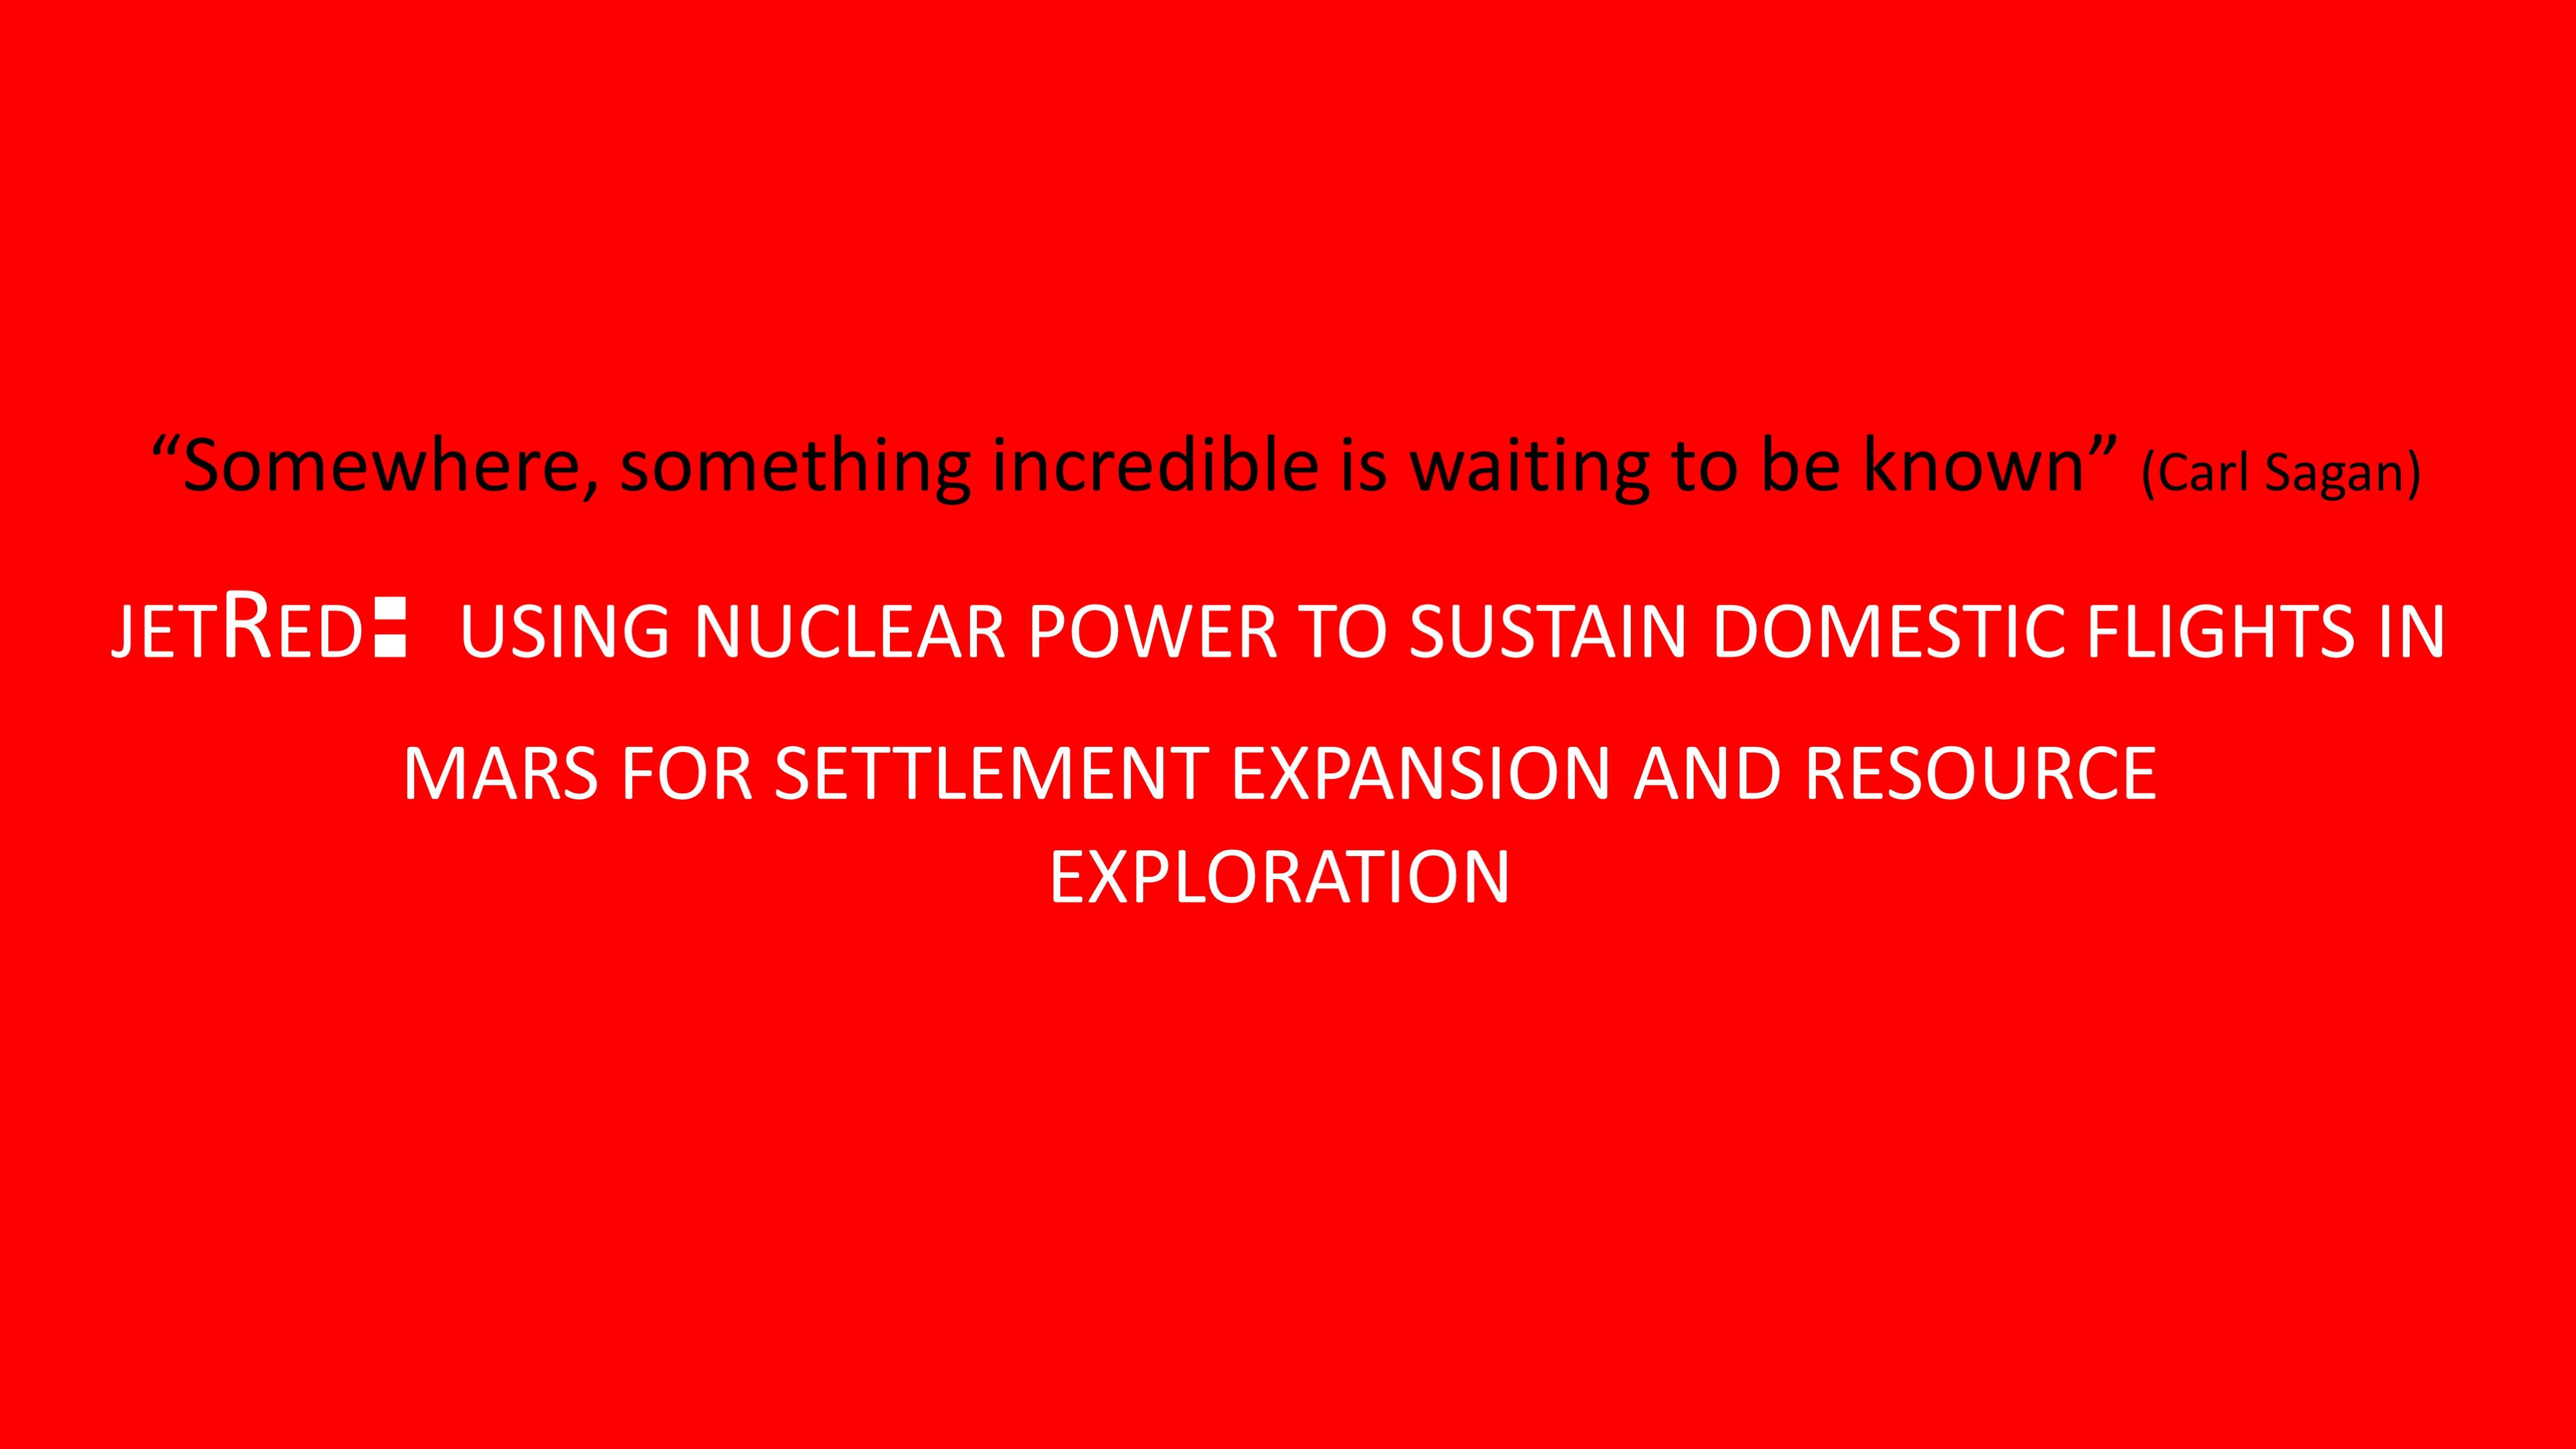 “Somewhere, something incredible is waiting to be known” (Carl Sagan)
JETRED: USING NUCLEAR POWER TO SUSTAIN DOMESTIC FLIGHTS IN
MARS FOR SETTLEMENT EXPANSION AND RESOURCE
EXPLORATION